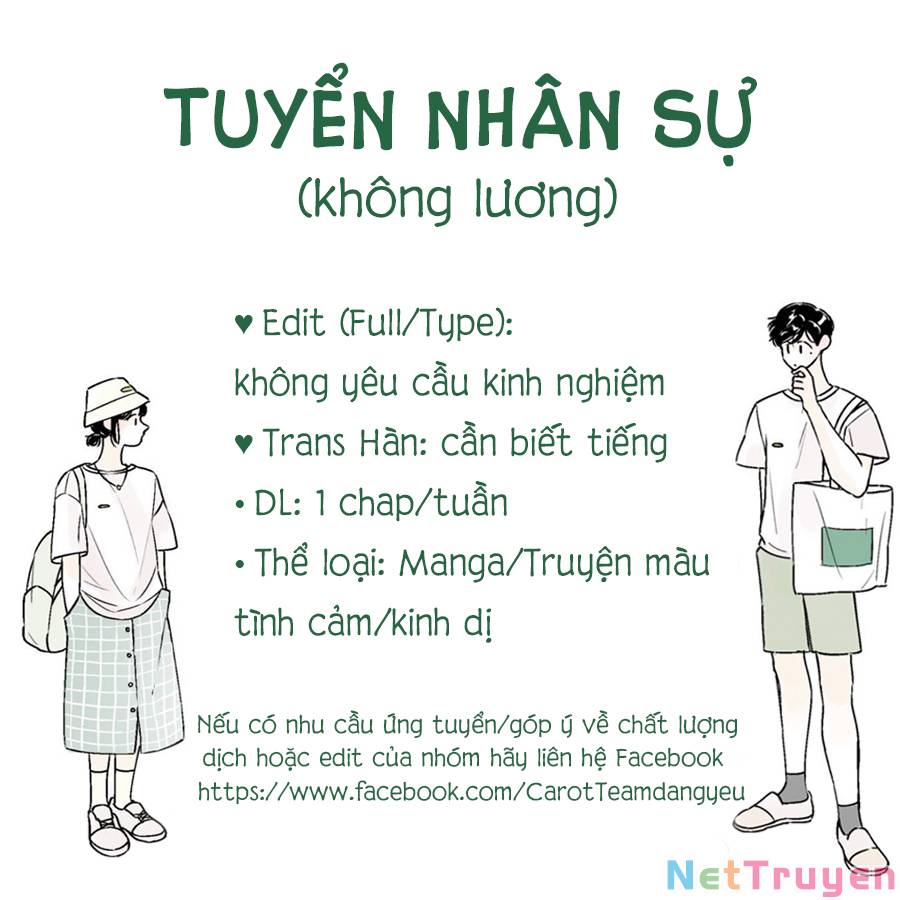 TUYỂN NHÂN SỰ
(không lương)
♥ Edit (Full/Type):
không yêu cầu kinh nghiệm
♥ Trans Hàn: cần biết tiếng
• DL: 1 chap/tuần
• Thể loại: Manga/Truyện màu
tình cảm/kinh dị
Nếu có nhu cầu ứng tuyển/góp ý về chất lượng
dịch hoặc edit của nhóm hãy liên hệ Facebook
https://www.facebook.com/CarotTeamdangyeu
NetTruyen